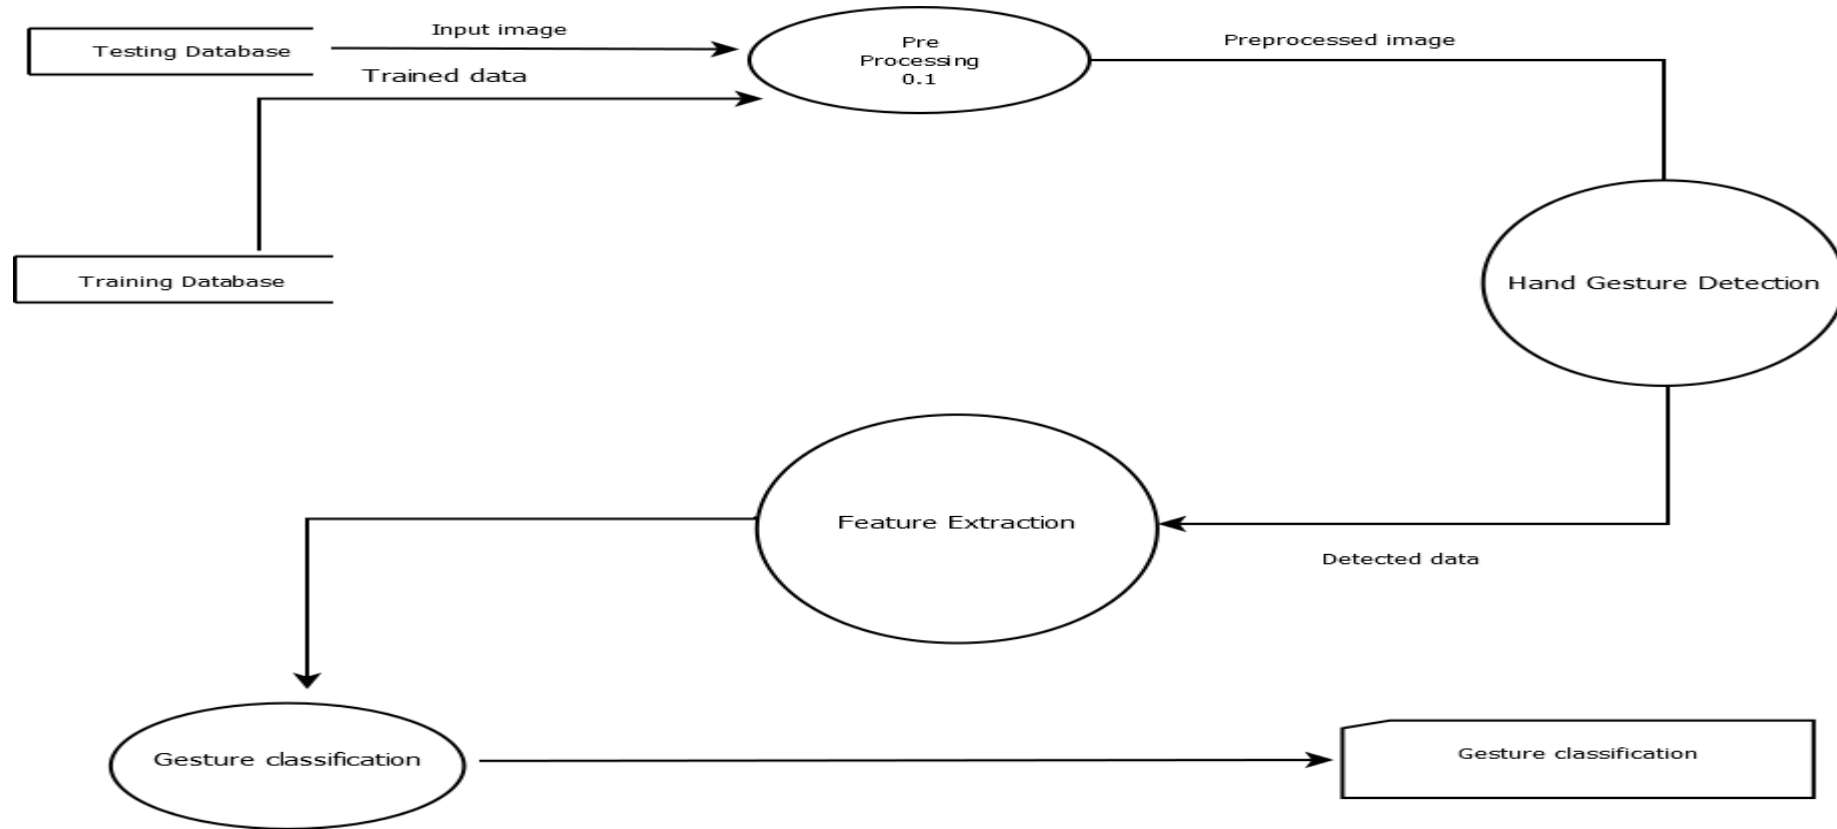 Input image
Testing Database
Trained data
Pre
Processing
0.1
Preprocessed image
Training Database
Hand Gesture Detection
Feature Extraction
Detected data
Gesture classification
Gesture classification